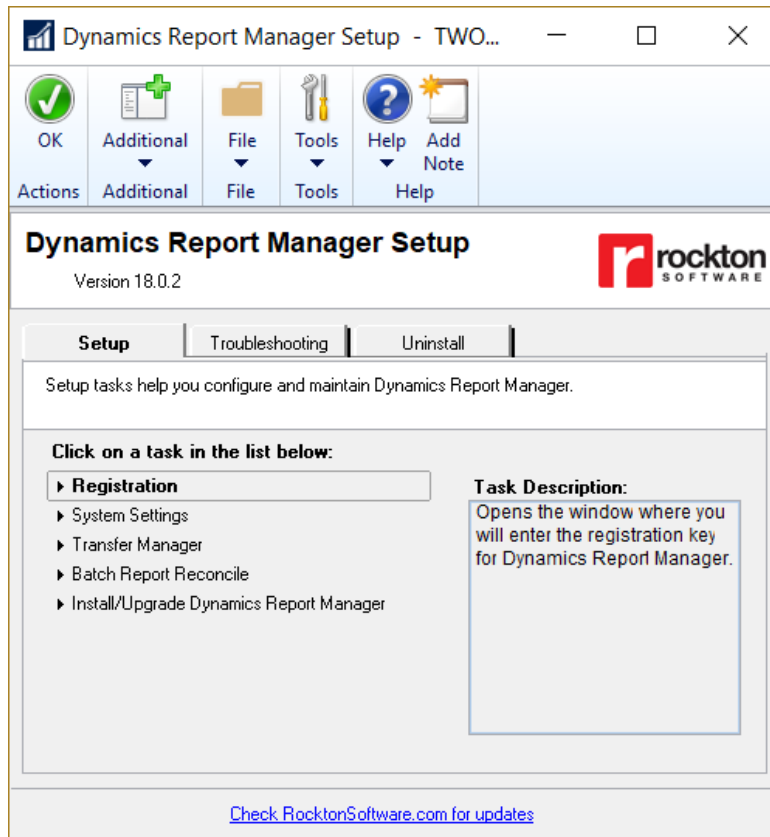 Dynamics Report Manager Setup - TWO...
OK
Additional
File
Tools
Help
Add
Note
Actions
Additional
File
Tools
Help
Dynamics Report Manager Setup
Version 18.0.2
rockton
SOFTWARE
Setup
Troubleshooting
Uninstall
Setup tasks help you configure and maintain Dynamics Report Manager.
Click on a task in the list below:
Registration
System Settings
Transfer Manager
Batch Report Reconcile
Install/Upgrade Dynamics Report Manager
Task Description:
Opens the window where you
will enter the registration key
for Dynamics Report Manager.
Check RocktonSoftware.com for updates